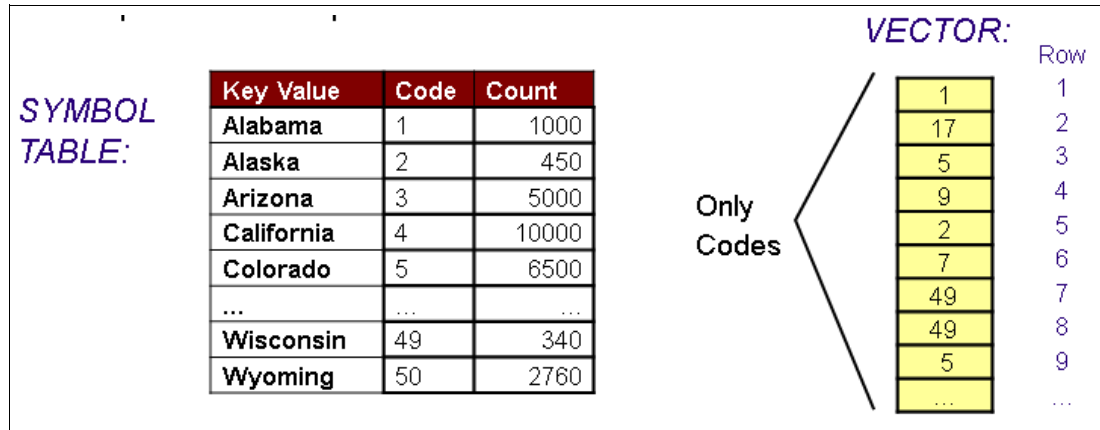 SYMBOL
TABLE:
Key Value Code Count
Alabama 1 1000
Alaska 2 450
Arizona 3 5000
California 4 10000
Colorado 5 6500
... ... ...
Wisconsin 49 340
Wyoming 50 2760
Only
Codes
VECTOR:
Row
1 1
17 2
5 3
9 4
2 5
7 6
49 7
49 8
5 9
... ...